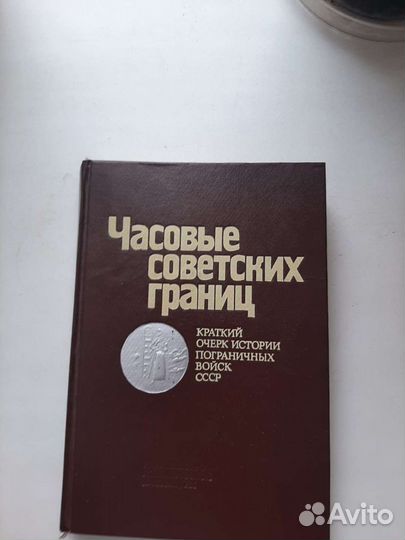 Часовые
советских
границ
КРАТКИЙ
ОЧЕРК ИСТОРИИ
ПОГРАНИЧНЫХ
ВОЙСК
СССР
Avito